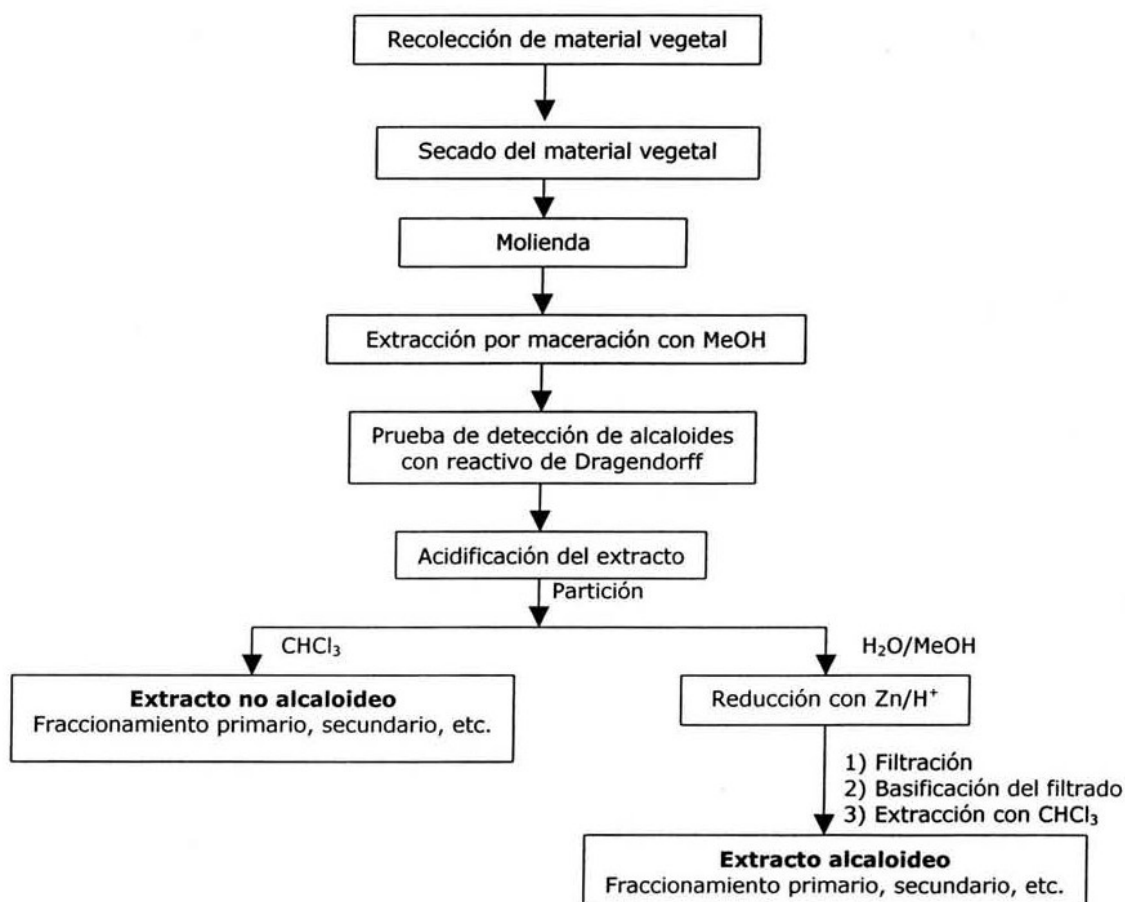 Recolección de material vegetal
Secado del material vegetal
Molienda
Extracción por maceración con MeOH
Prueba de detección de alcaloides
con reactivo de Dragendorff
Acidificación del extracto
Partición
CHCl₃
H₂O/MeOH
Extracto no alcaloideo
Fraccionamiento primario, secundario, etc.
Reducción con Zn/H⁺
1) Filtración
2) Basificación del filtrado
3) Extracción con CHCl₃
Extracto alcaloideo
Fraccionamiento primario, secundario, etc.